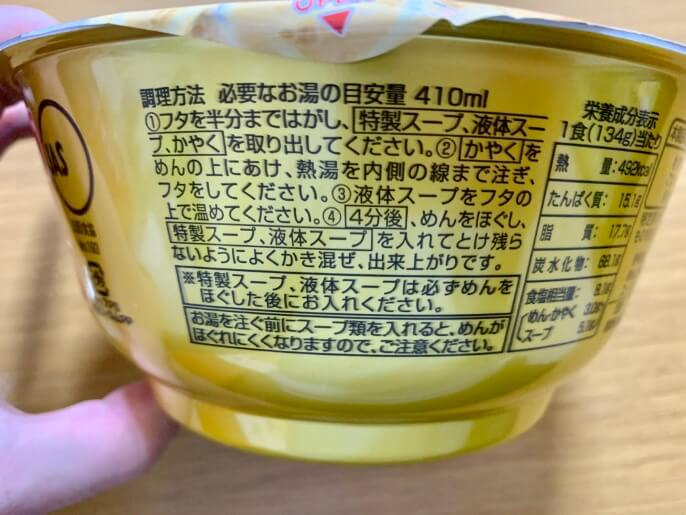 調理方法 必要なお湯の目安量 410ml
①フタを半分まではがし、特製スープ、液体スー
プ、かやくを取り出してください。②かやくを
めんの上にあけ、熱湯を内側の線まで注ぎ、
フタをしてください。③液体スープをフタの
上で温めてください。④4分後、めんをほぐし、
特製スープ、液体スープを入れてとけ残ら
ないようによくかき混ぜ、出来上がりです。
※特製スープ、液体スープは必ずめんを
ほぐした後にお入れください。
お湯を注ぐ前にスープ類を入れると、めんが
ほぐれにくくなりますので、ご注意ください。
栄養成分表示
1食(134g)当たり
熱量:492kcal
たんぱく質: 15.1g
脂質: 17.7g
炭水化物: 68.1g
食塩相当量:
めん・かやく
スープ